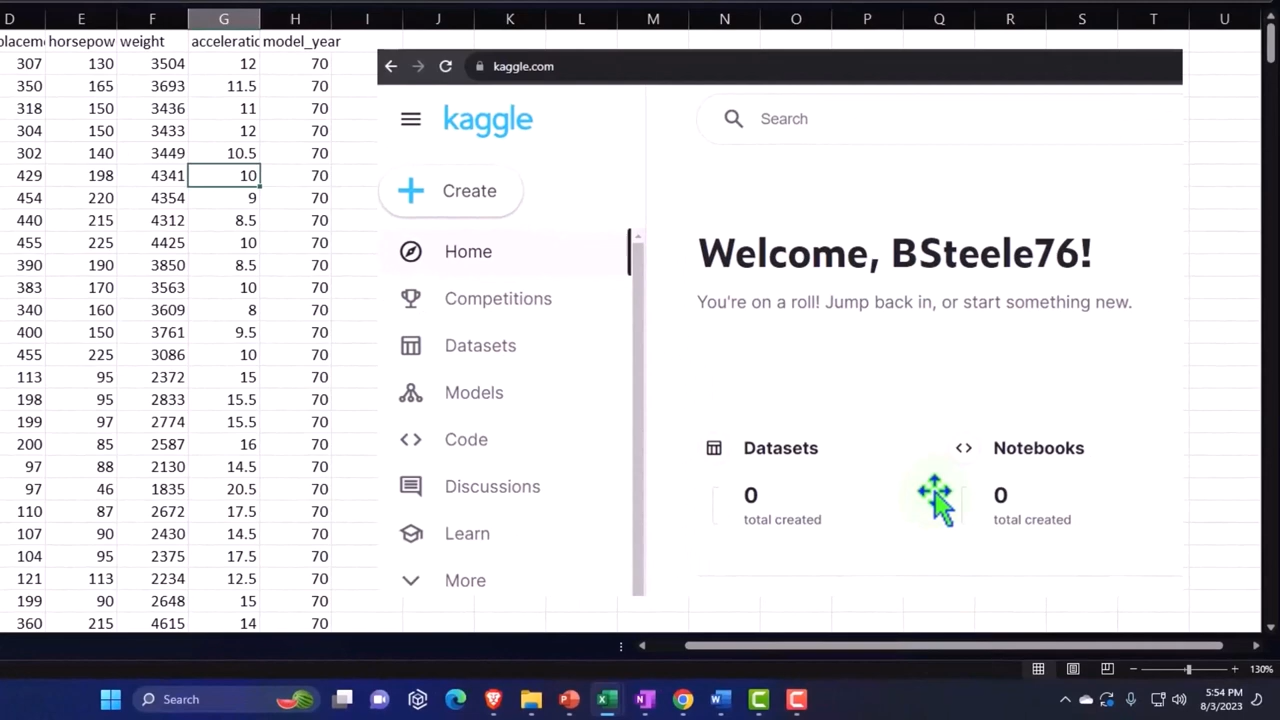 D E F G H I J K L M N O P Q R S T U
placem horsepow weight acceleratic model_year
307 130 3504 12 70
350 165 3693 11.5 70
318 150 3436 11 70
304 150 3433 12 70
302 140 3449 10.5 70
429 198 4341 10 70
454 220 4354 9 70
440 215 4312 8.5 70
455 225 4425 10 70
390 190 3850 8.5 70
383 170 3563 10 70
340 160 3609 8 70
400 150 3761 9.5 70
455 225 3086 10 70
113 95 2372 15 70
198 95 2833 15.5 70
199 97 2774 15.5 70
200 85 2587 16 70
97 88 2130 14.5 70
97 46 1835 20.5 70
110 87 2672 17.5 70
107 90 2430 14.5 70
104 95 2375 17.5 70
121 113 2234 12.5 70
199 90 2648 15 70
360 215 4615 14 70
kaggle.com
kaggle
Search
Create
Home
Competitions
Datasets
Models
Code
Discussions
Learn
More
Welcome, BSteele76!
You're on a roll! Jump back in, or start something new.
Datasets Notebooks
0 0
total created total created
130%
Search
5:54 PM
8/3/2023